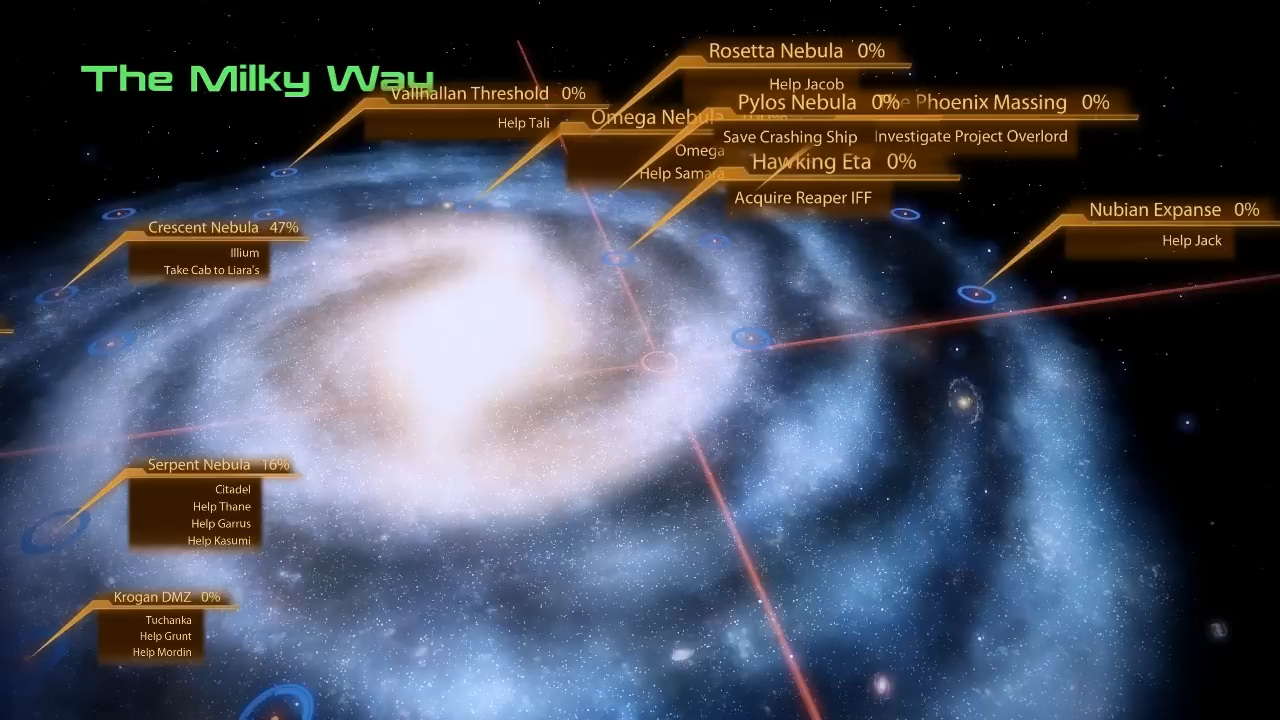 The Milky Way
Rosetta Nebula 0%
Help Jacob
Vallhallan Threshold 0%
Help Tali
Omega Nebula
Omega
Help Samara
Pylos Nebula 0%
Save Crashing Ship
Phoenix Massing 0%
Investigate Project Overlord
Hawking Eta 0%
Acquire Reaper IFF
Nubian Expanse 0%
Help Jack
Crescent Nebula 47%
Illium
Take Cab to Liara's
Serpent Nebula 16%
Citadel
Help Thane
Help Garrus
Help Kasumi
Krogan DMZ 0%
Tuchanka
Help Grunt
Help Mordin